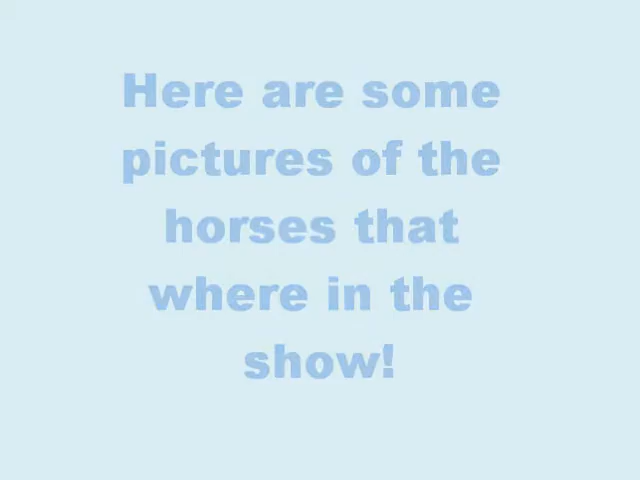 Here are some
pictures of the
horses that
where in the
show!